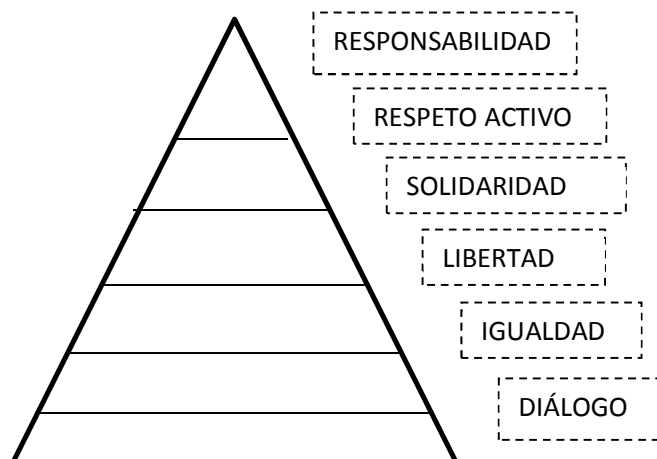 RESPONSABILIDAD
RESPETO ACTIVO
SOLIDARIDAD
LIBERTAD
IGUALDAD
DIÁLOGO